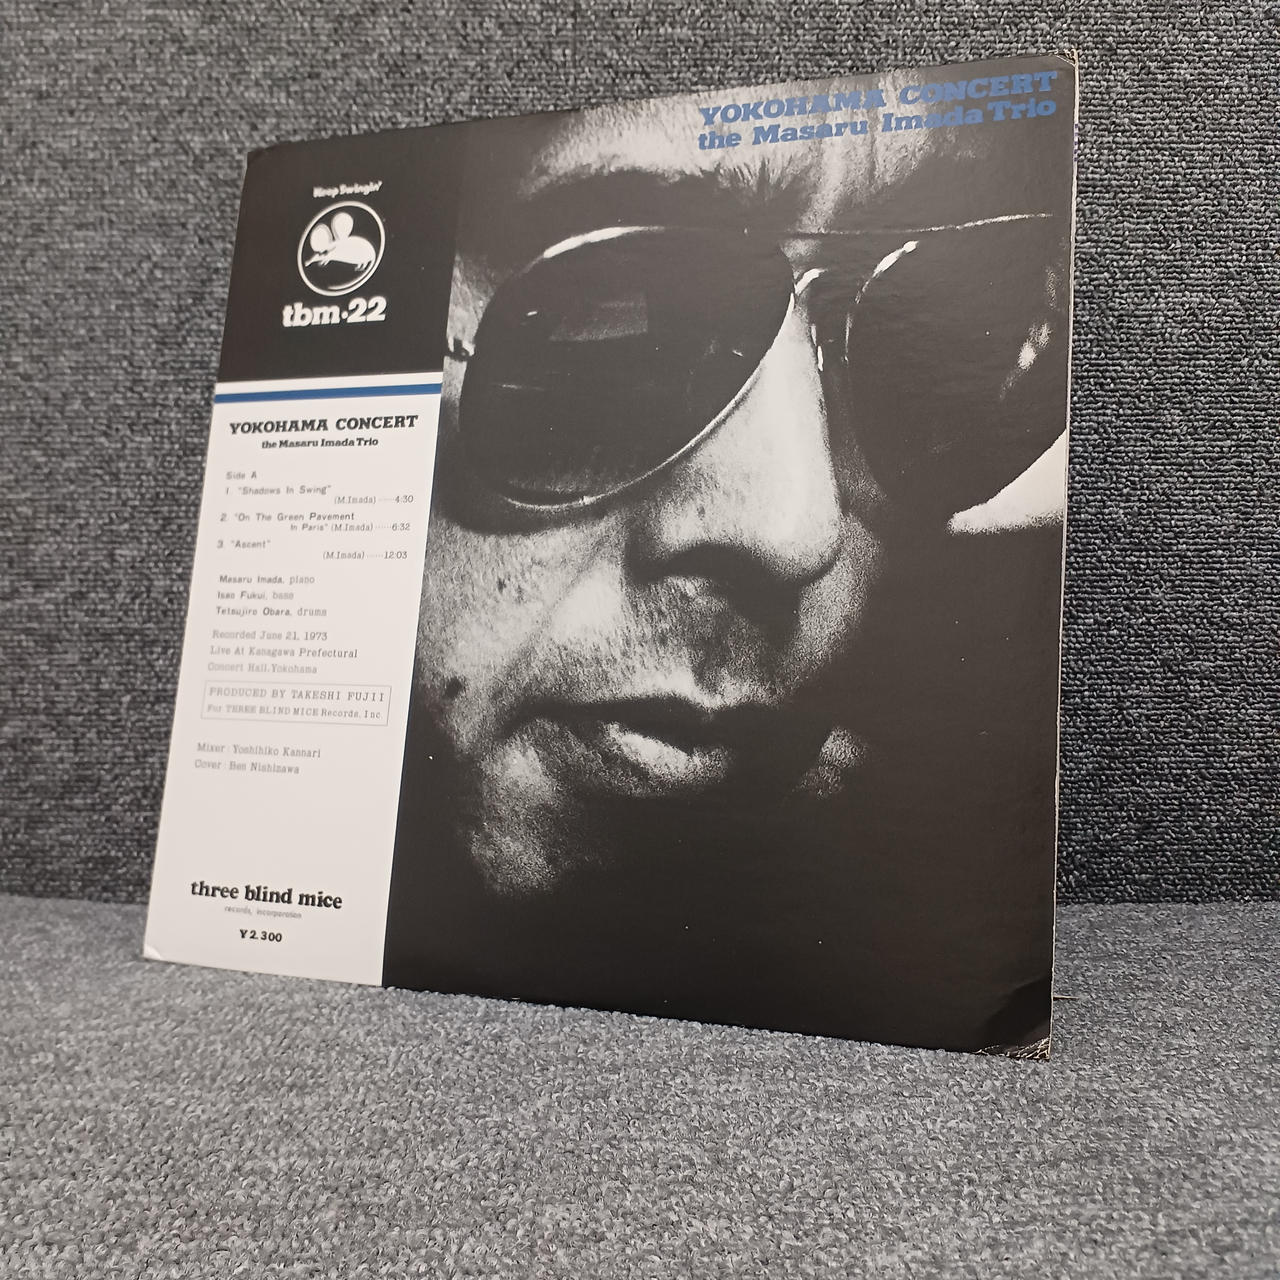 YOKOHAMA CONCERT
the Masaru Imada Trio
Keep Swingin'
tbm·22
YOKOHAMA CONCERT
the Masaru Imada Trio
Side A
1. "Shadows In Swing"
(M.Imada)······4:30
2. "On The Green Pavement
In Paris" (M.Imada)······6:32
3. "Ascent"
(M.Imada)······12:03
Masaru Imada, piano
Isao Fukui, bass
Tetsujiro Obara, drums
Recorded June 21, 1973
Live At Kanagawa Prefectural
Concert Hall, Yokohama
PRODUCED BY TAKESHI FUJII
For THREE BLIND MICE Records, Inc
Mixer : Yoshihiko Kannari
Cover : Ben Nishizawa
three blind mice
records, incorporation
¥2.300